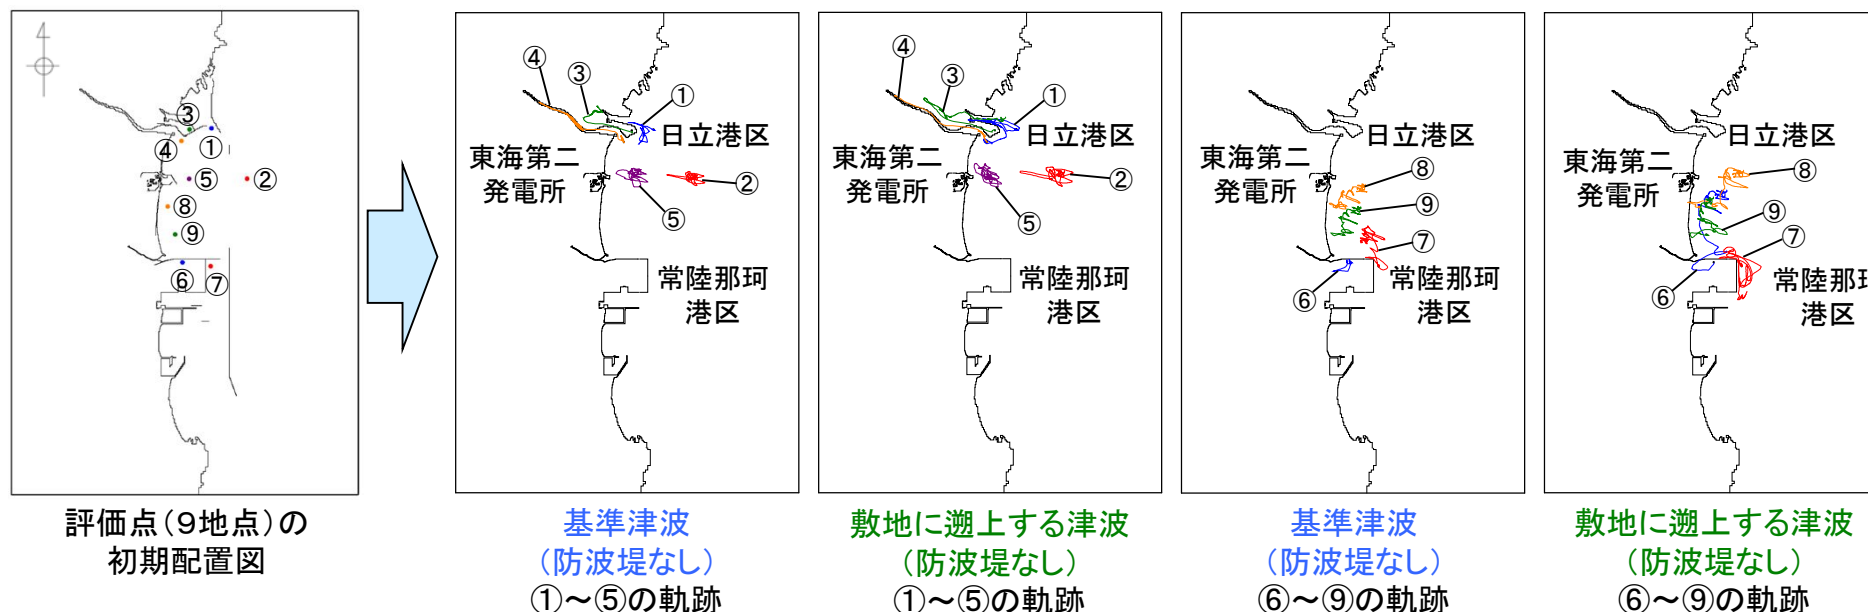 ③
①
④
⑤
②
⑧
⑨
⑥
⑦
評価点(9地点)の
初期配置図
④
③
①
日立港区
東海第二
発電所
②
⑤
常陸那珂
港区
基準津波
(防波堤なし)
①～⑤の軌跡
④
③
①
日立港区
東海第二
発電所
②
⑤
常陸那珂
港区
敷地に遡上する津波
(防波堤なし)
①～⑤の軌跡
日立港区
東海第二
発電所
⑧
⑨
⑦
⑥
常陸那珂
港区
基準津波
(防波堤なし)
⑥～⑨の軌跡
日立港区
東海第二
発電所
⑧
⑨
⑦
⑥
常陸那珂
港区
敷地に遡上する津波
(防波堤なし)
⑥～⑨の軌跡